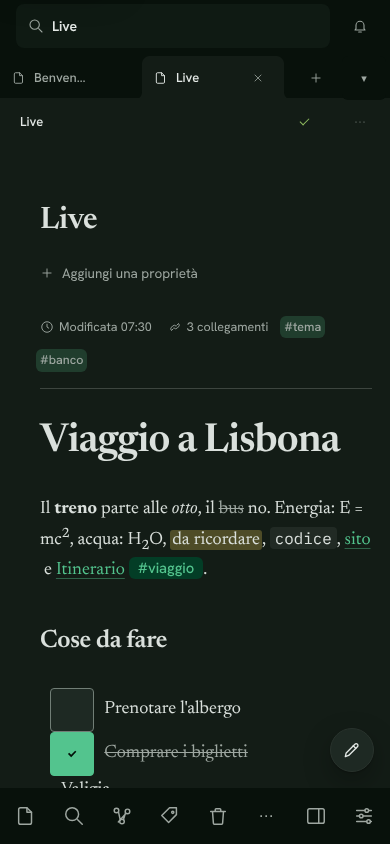 Live
Benven...
Live
Live
Live
Aggiungi una proprietà
Modificata 07:30 3 collegamenti #tema
#banco
Viaggio a Lisbona
Il treno parte alle otto, il bus no. Energia: E =
mc², acqua: H₂O, da ricordare, codice, sito
e Itinerario #viaggio.
Cose da fare
Prenotare l'albergo
Comprare i biglietti
Valigia